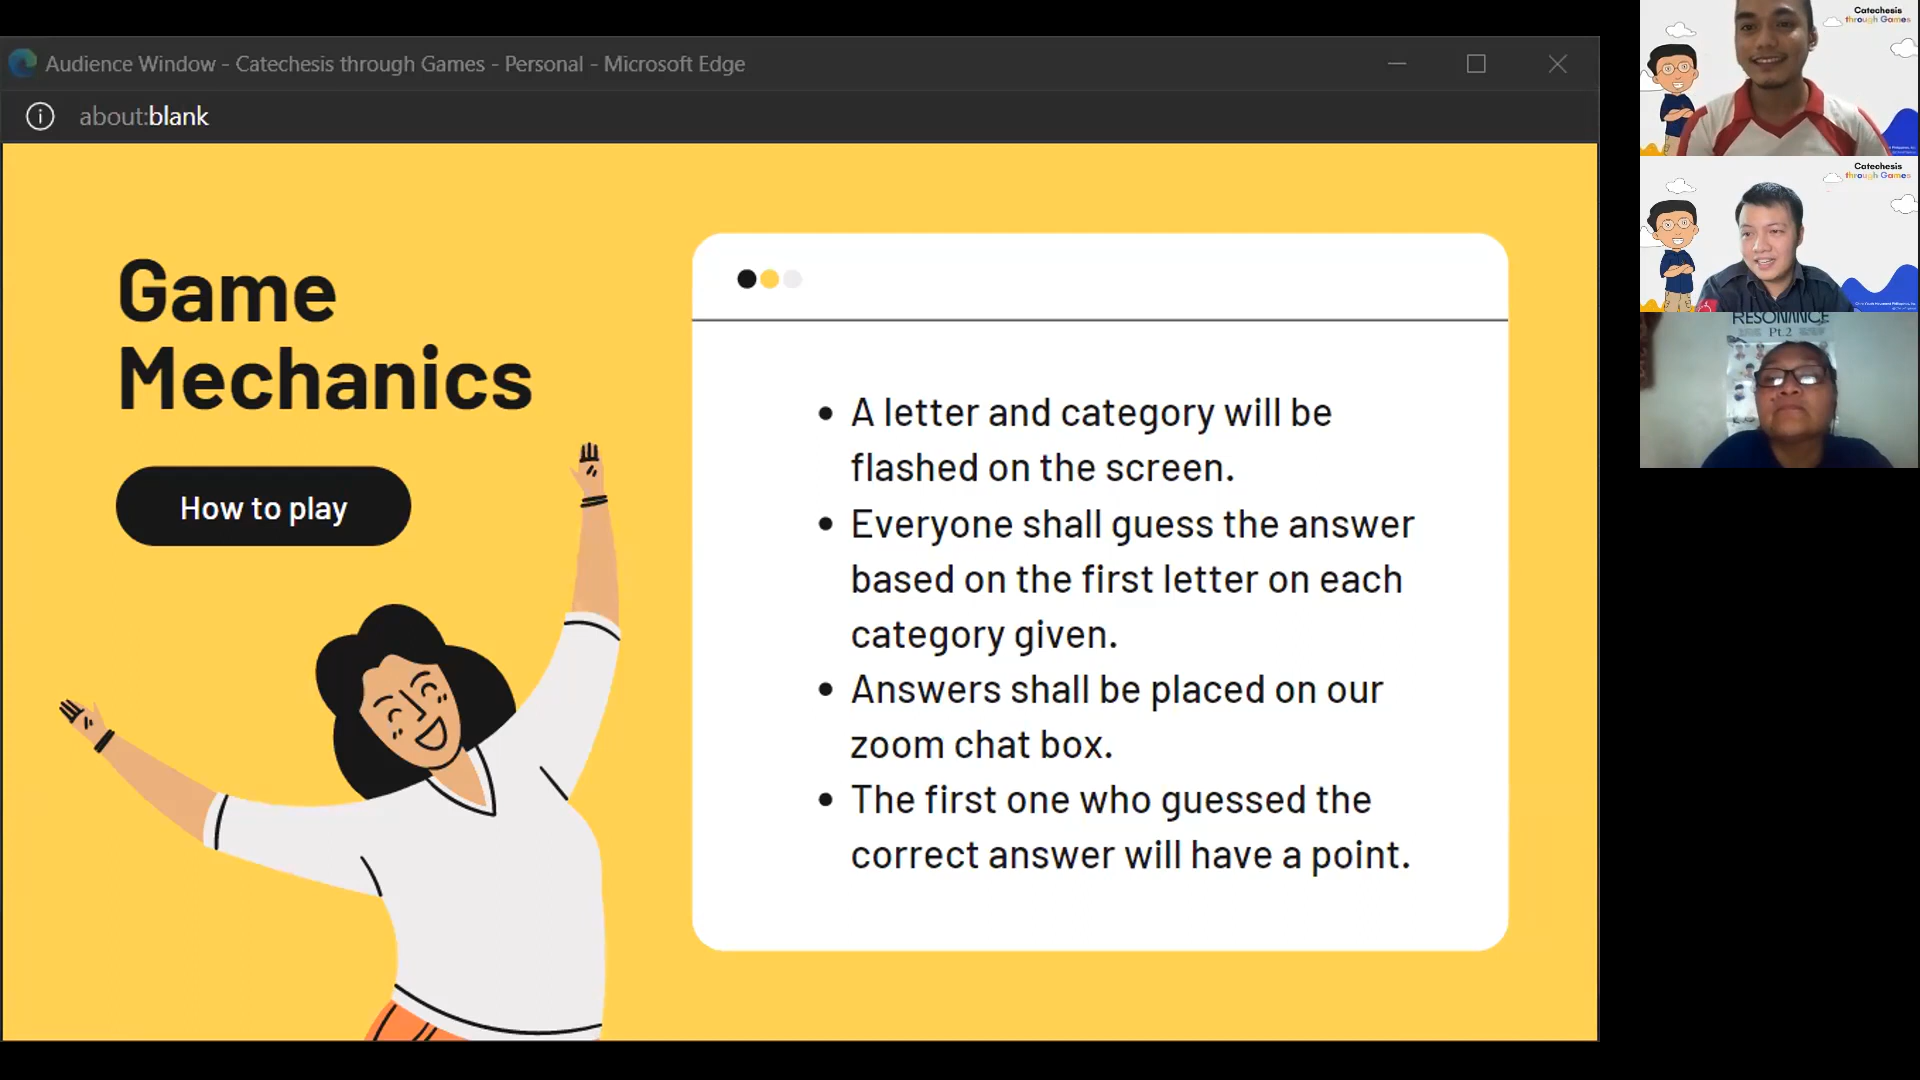 Audience Window - Catechesis through Games - Personal - Microsoft Edge
about:blank
Game
Mechanics
How to play
• A letter and category will be
flashed on the screen.
• Everyone shall guess the answer
based on the first letter on each
category given.
• Answers shall be placed on our
zoom chat box.
• The first one who guessed the
correct answer will have a point.
Catechesis
through Games
Catechesis
through Games
RESONANCE
Pt.2